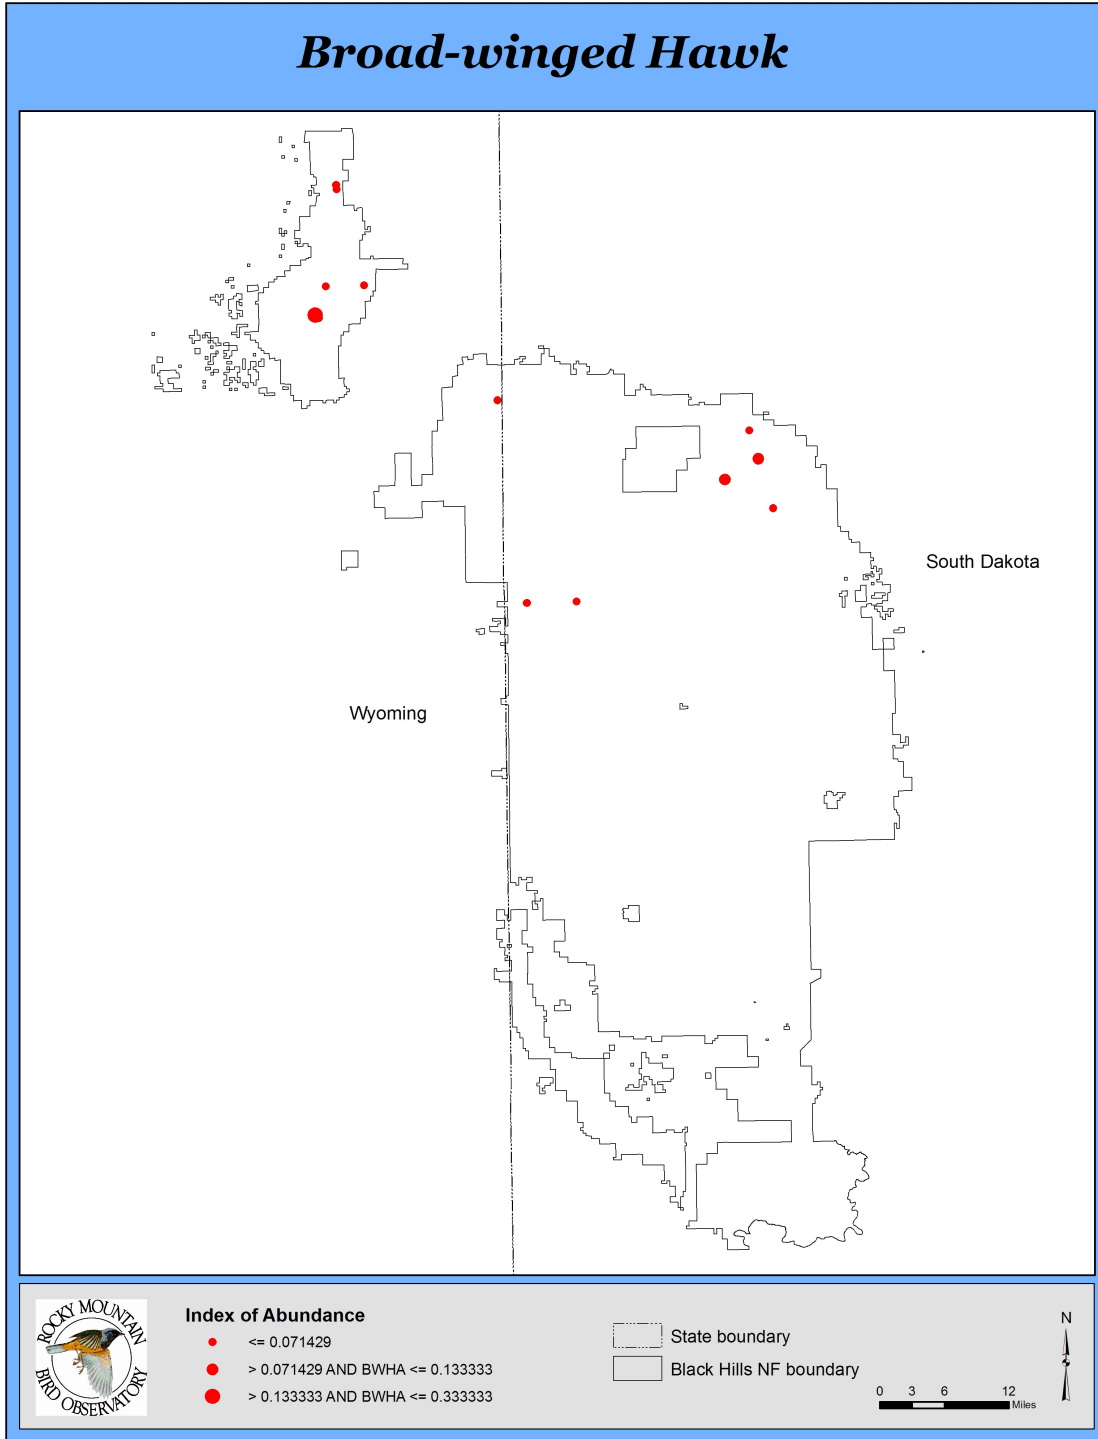 Broad-winged Hawk
South Dakota
Wyoming
ROCKY MOUNTAIN
BIRD OBSERVATORY
Index of Abundance
<= 0.071429
> 0.071429 AND BWHA <= 0.133333
> 0.133333 AND BWHA <= 0.333333
State boundary
Black Hills NF boundary
N
0 3 6 12
Miles